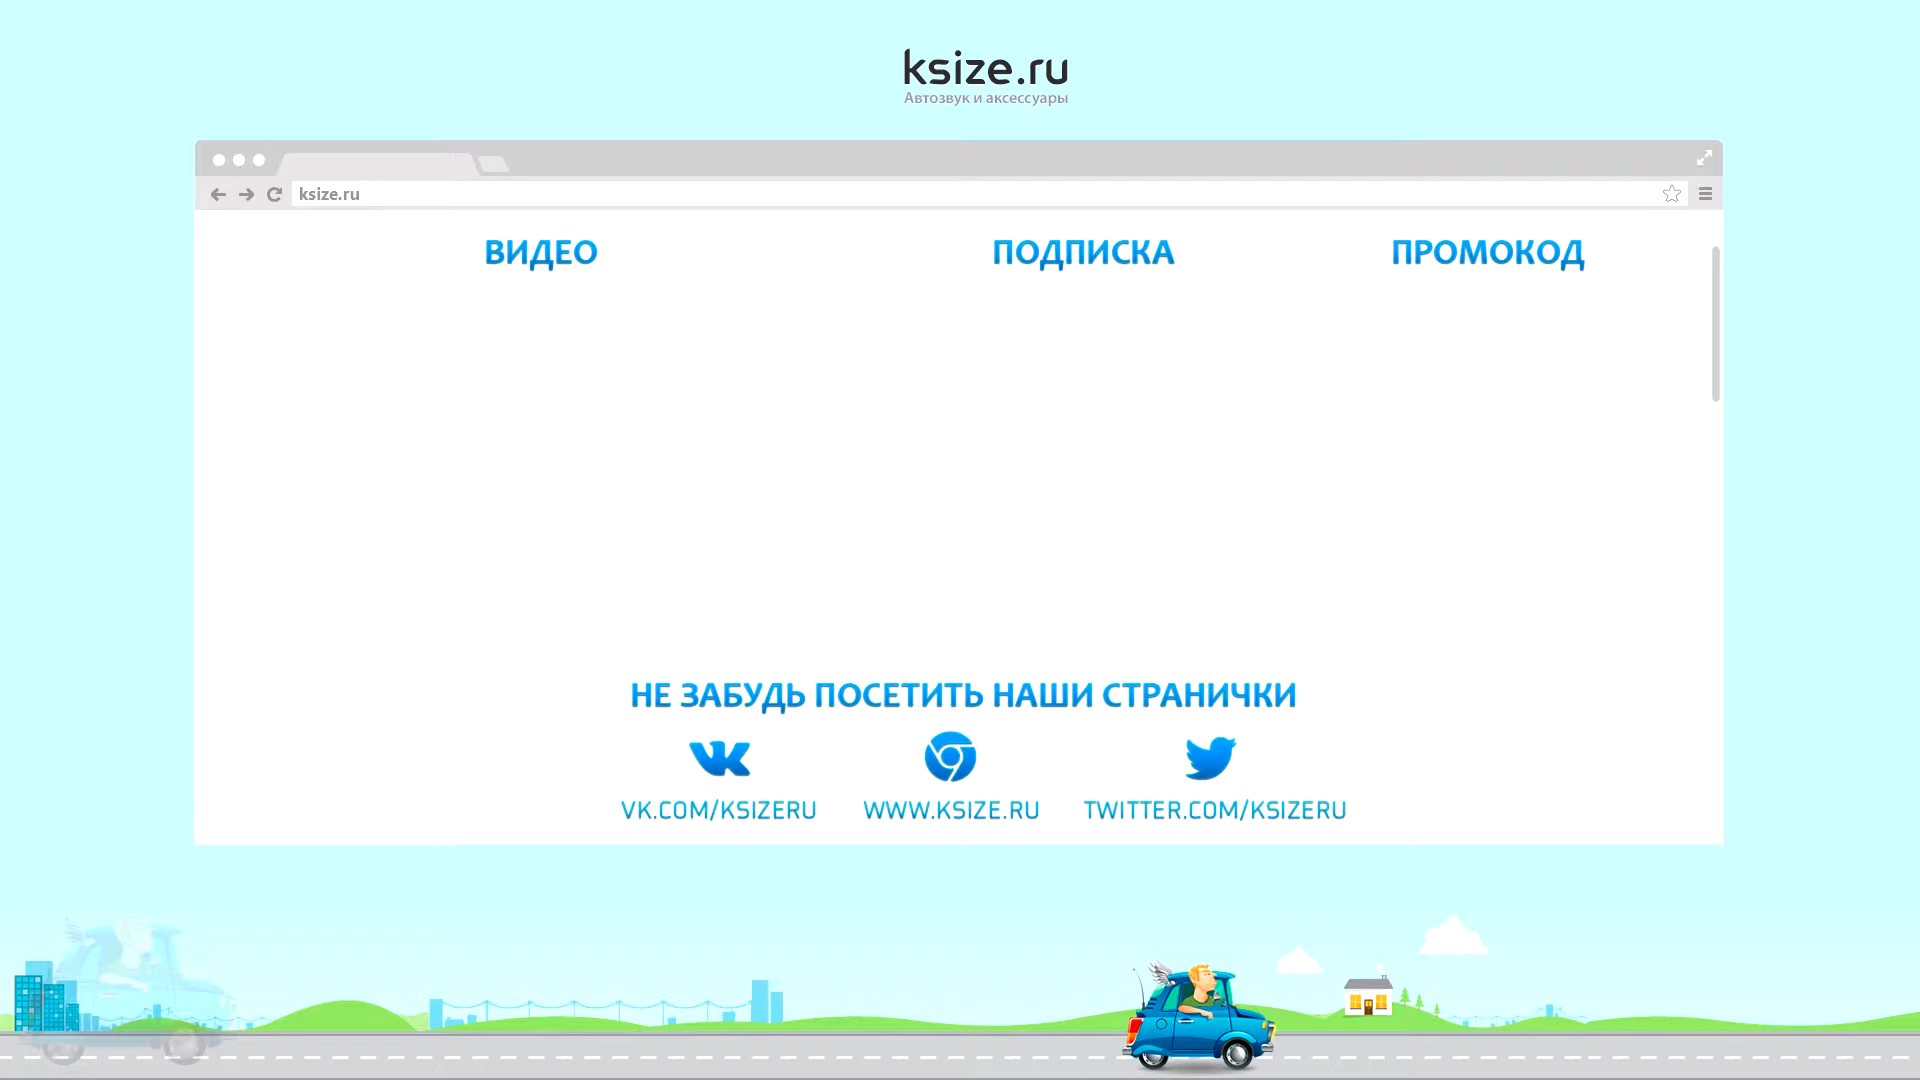 ksize.ru
Автозвук и аксессуары
ksize.ru
ВИДЕО
ПОДПИСКА
ПРОМОКОД
НЕ ЗАБУДЬ ПОСЕТИТЬ НАШИ СТРАНИЧКИ
VK.COM/KSIZERU
WWW.KSIZE.RU
TWITTER.COM/KSIZERU